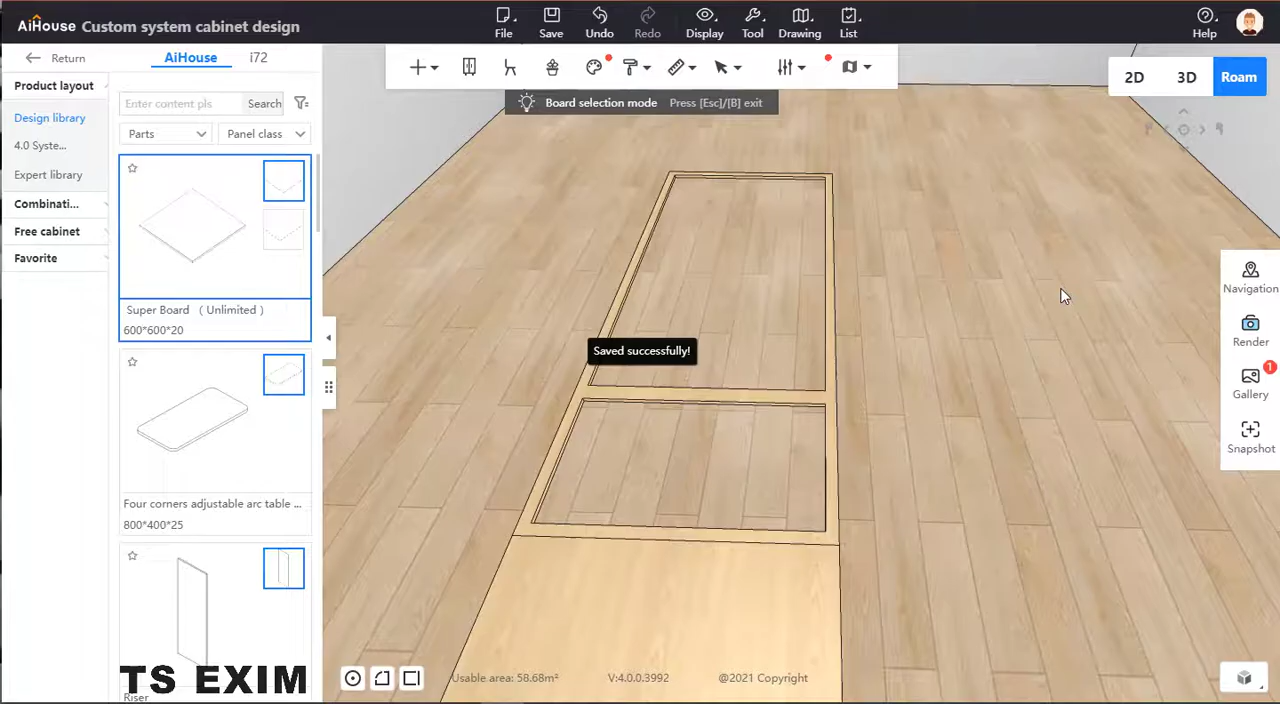 AiHouse Custom system cabinet design
File
Save
Undo
Redo
Display
Tool
Drawing
List
Help
Return
AiHouse
i72
Product layout
Design library
4.0 Syste...
Expert library
Combinati...
Free cabinet
Favorite
Enter content pls
Search
Parts
Panel class
Super Board ( Unlimited )
600*600*20
Four corners adjustable arc table ...
800*400*25
Riser
TS EXIM
Board selection mode Press [Esc]/[B] exit
2D
3D
Roam
Saved successfully!
Navigation
Render
1
Gallery
Snapshot
Usable area: 58.68m²
V:4.0.0.3992
@2021 Copyright